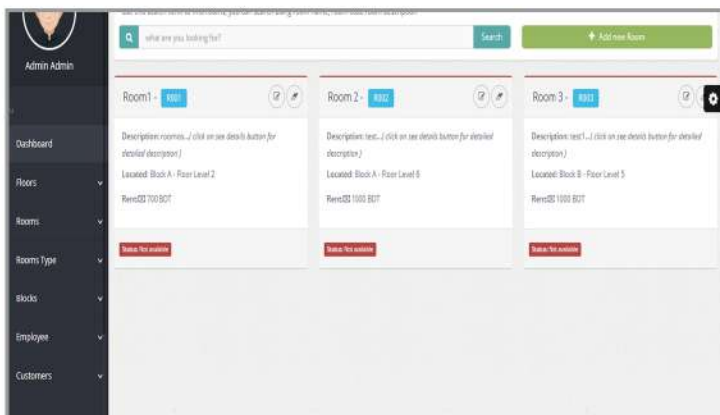 what are you looking for?
Search
+ Add new Room
Admin Admin
Room1 - R001
Room 2 - R002
Room 3 - R003
Dashboard
Floors
Rooms
Rooms Type
Blocks
Employee
Customers
Description: roomes...( click on see details button for
detailed description )
Located: Block A - Floor Level 2
Rent: 700 BDT
Status: Not available
Description: test...( click on see details button for detailed
description )
Located: Block A - Floor Level 6
Rent: 1000 BDT
Status: Not available
Description: test1...( click on see details button for detailed
description )
Located: Block B - Floor Level 5
Rent: 1000 BDT
Status: Not available